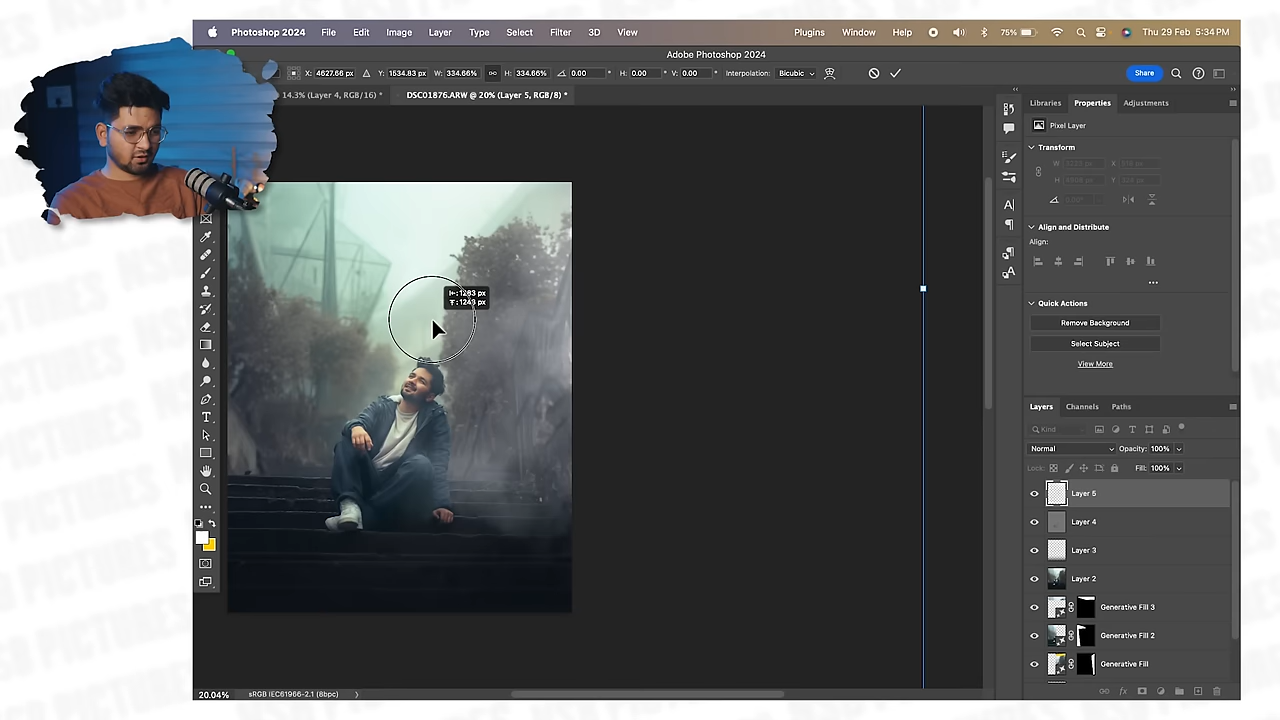 Photoshop 2024 File Edit Image Layer Type Select Filter 3D View Plugins Window Help 75% Thu 29 Feb 5:34 PM
Adobe Photoshop 2024
X: 4627.66 px Y: 1534.83 px W: 334.66% H: 334.66% 0.00 ° H: 0.00 ° V: 0.00 ° Interpolation: Bicubic Share
14.3% (Layer 4, RGB/16) * DSC01876.ARW @ 20% (Layer 5, RGB/8) *
Libraries Properties Adjustments
Pixel Layer
Transform
Align and Distribute
Align:
Quick Actions
Remove Background
Select Subject
View More
Layers Channels Paths
Kind
Normal Opacity: 100%
Lock: Fill: 100%
Layer 5
Layer 4
Layer 3
Layer 2
Generative Fill 3
Generative Fill 2
Generative Fill
20.04% sRGB IEC61966-2.1 (8bpc)